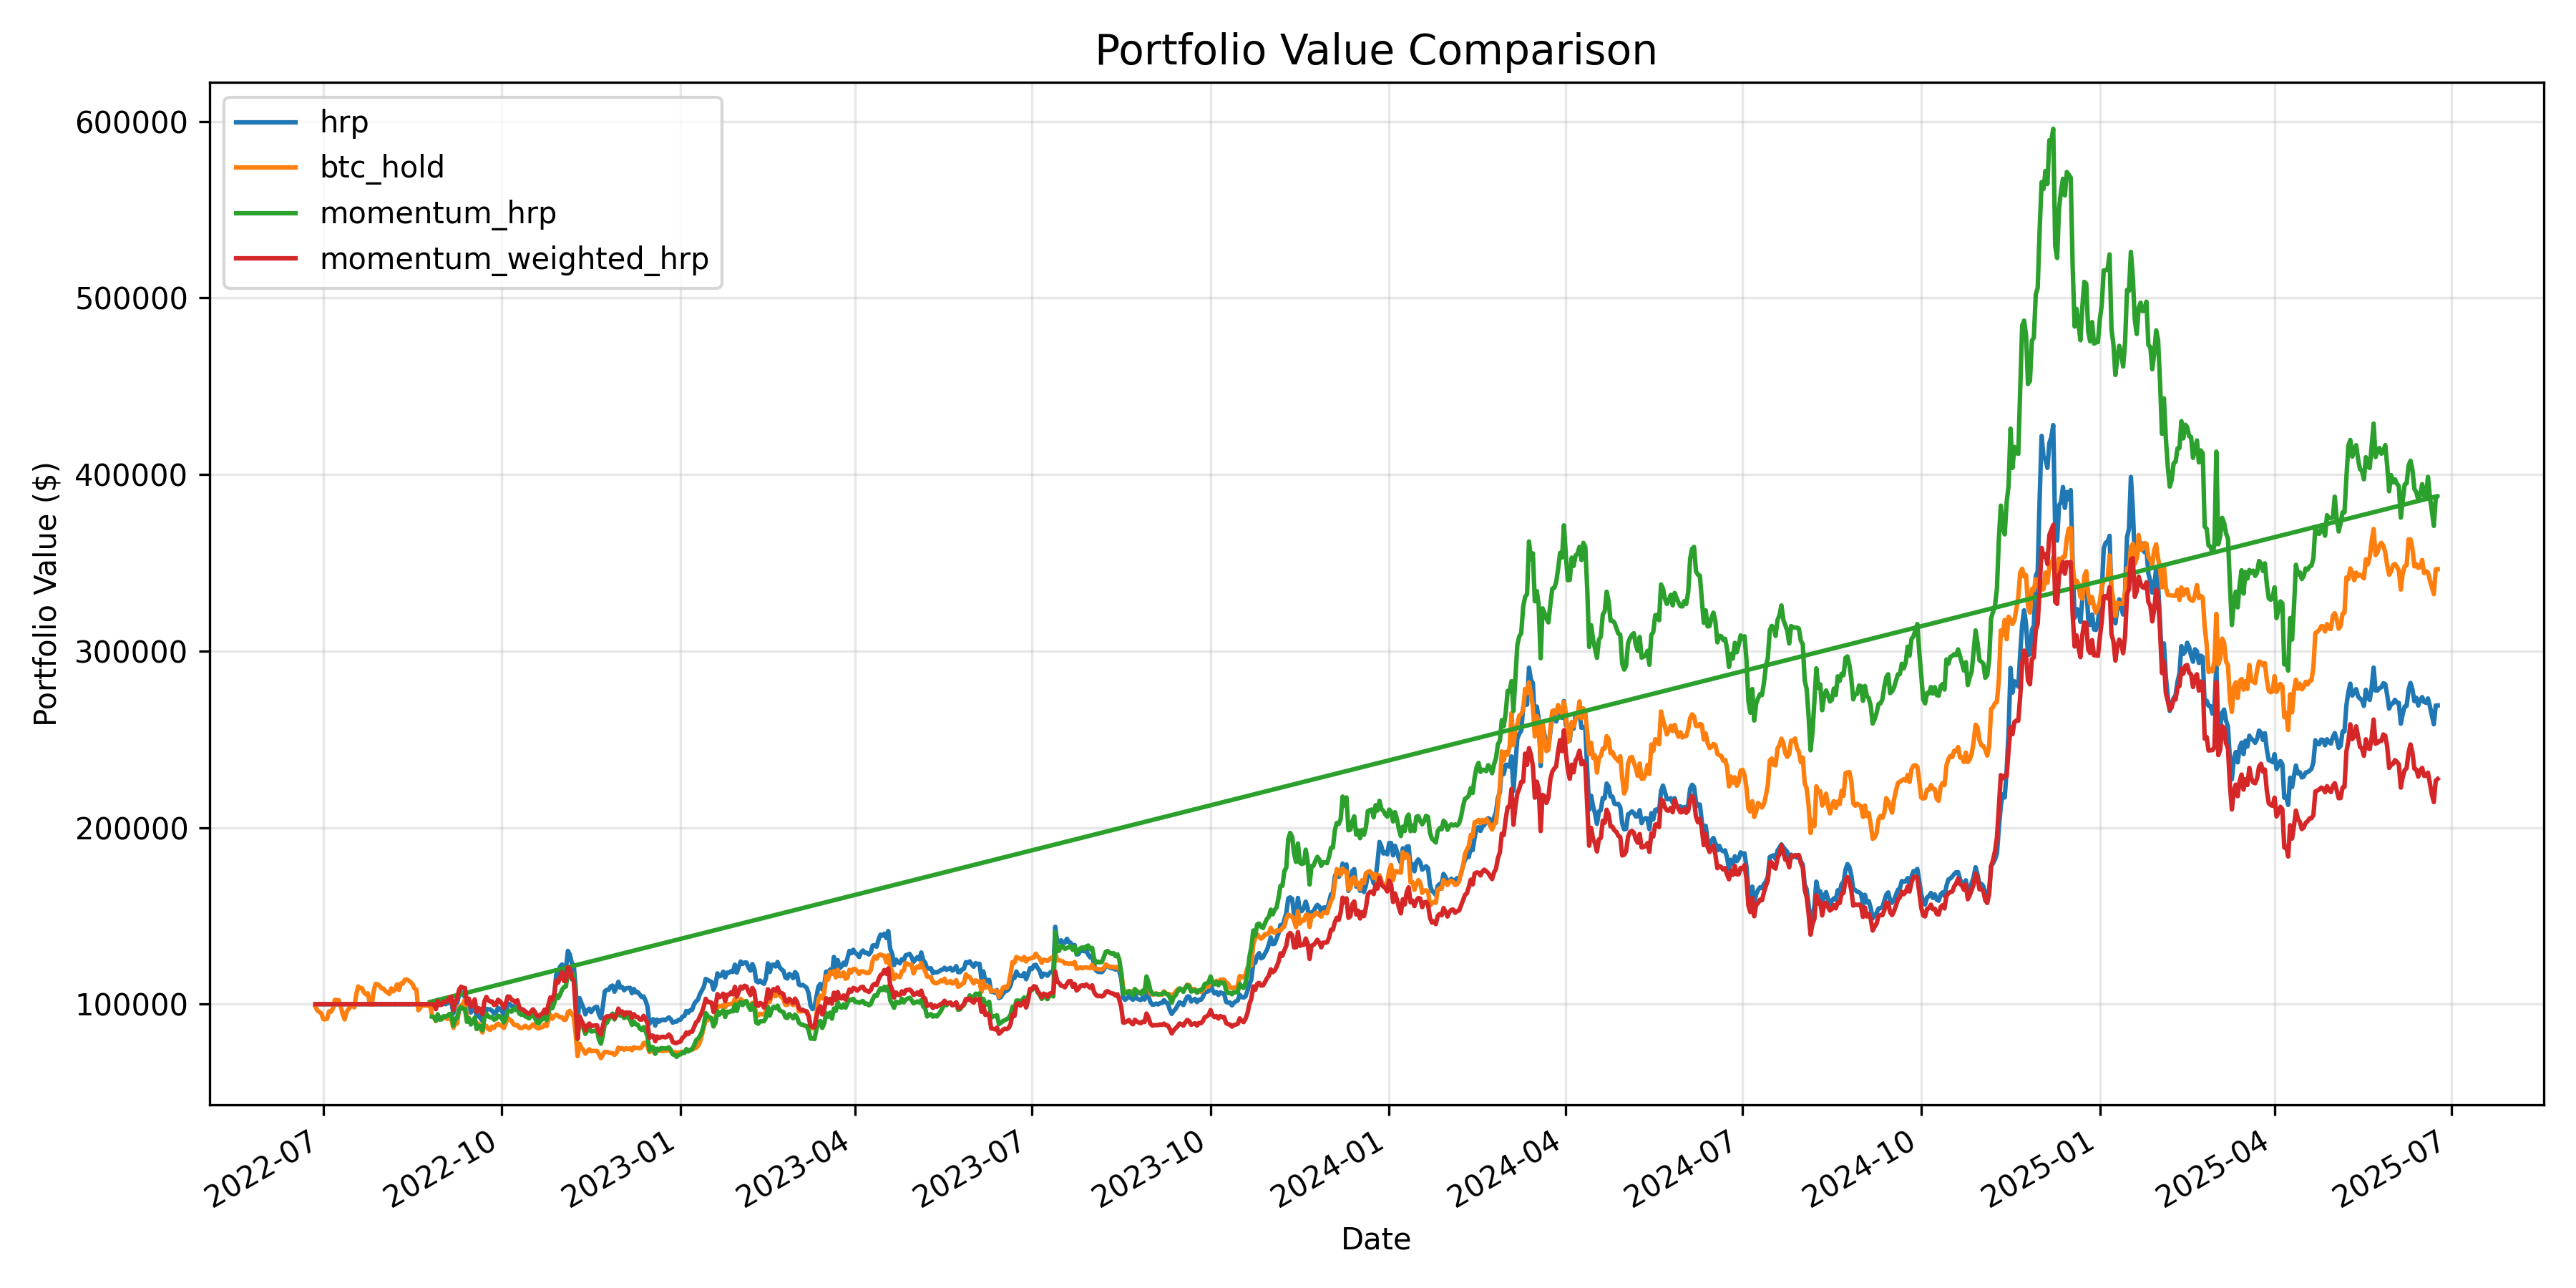 Portfolio Value Comparison
hrp
btc_hold
momentum_hrp
momentum_weighted_hrp
Portfolio Value ($)
600000
500000
400000
300000
200000
100000
2022-07
2022-10
2023-01
2023-04
2023-07
2023-10
2024-01
2024-04
2024-07
2024-10
2025-01
2025-04
2025-07
Date